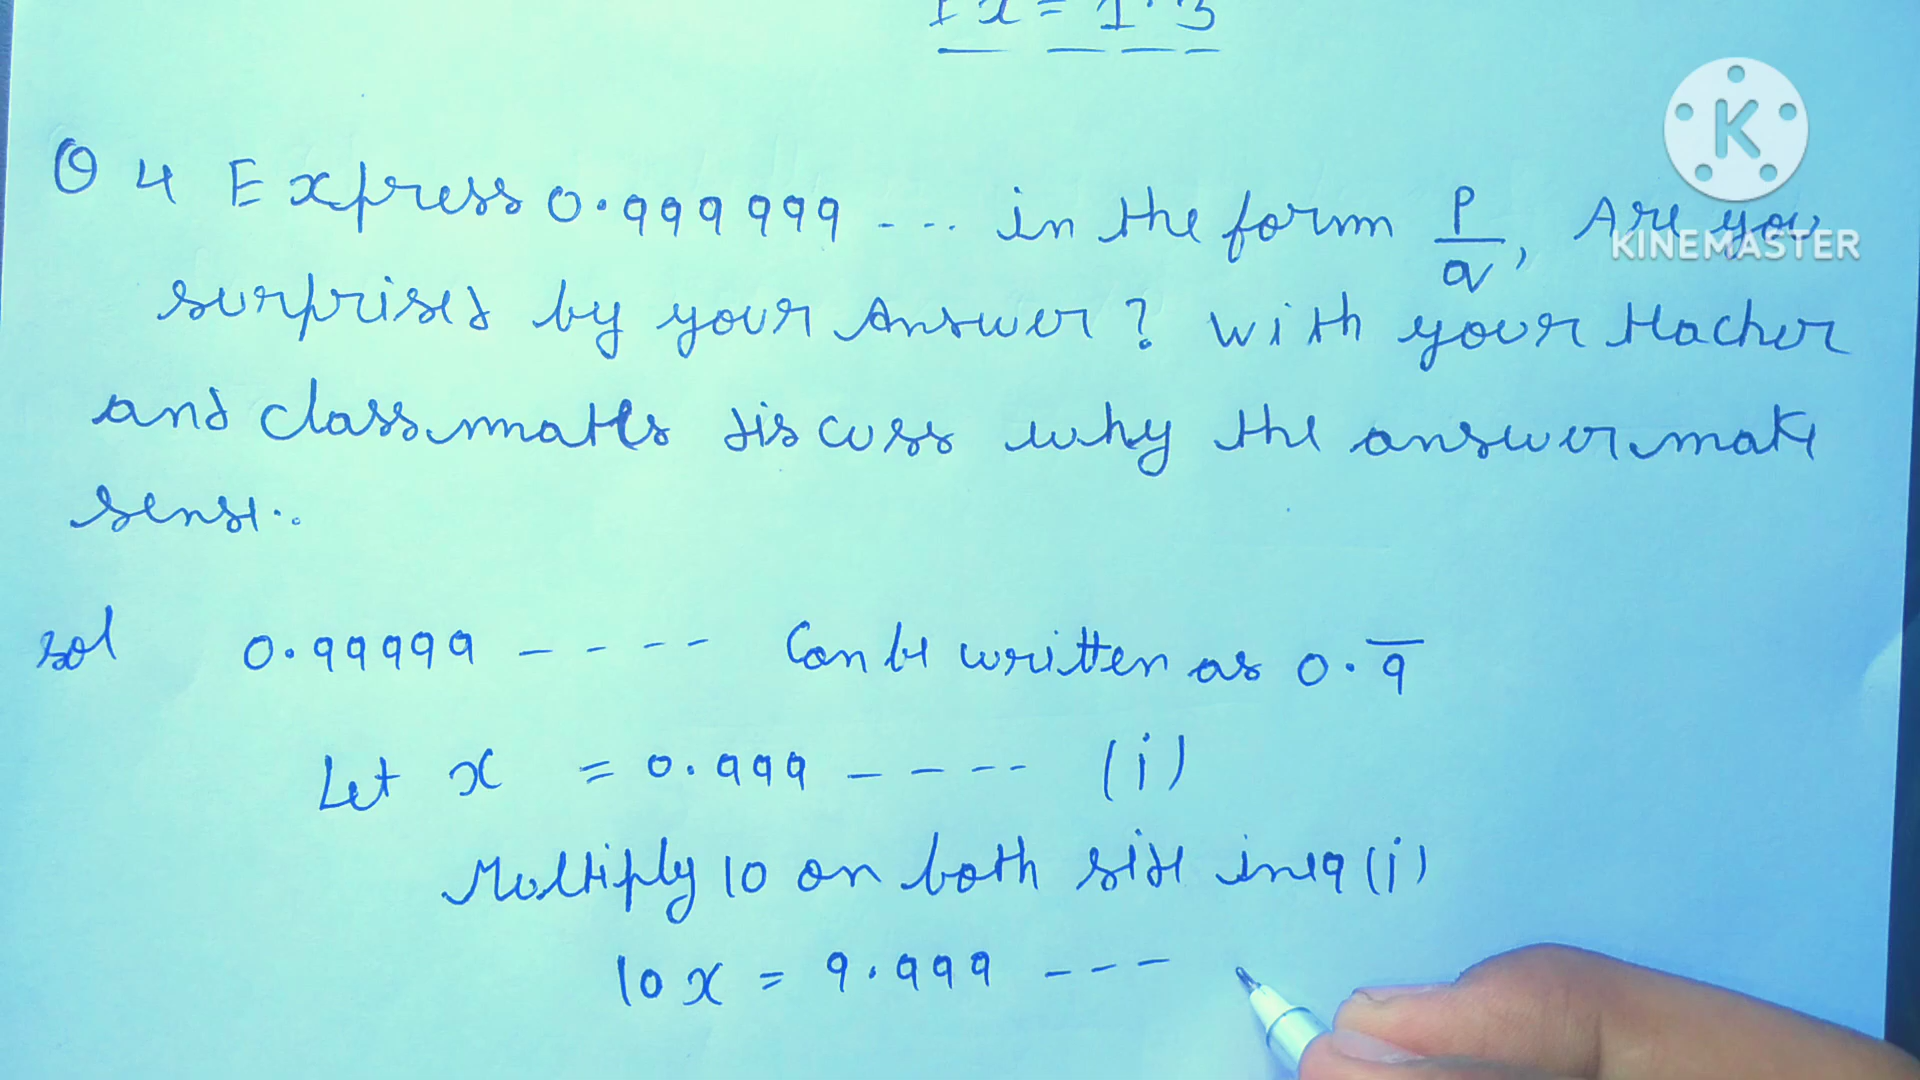 Q 4 Express 0.999999 --.. in the form p/q, Are you
KINEMASTER
surprised by your Answer? With your teacher
and classmates discuss why the answer make
sense..
sol 0.99999 ---- Can be written as 0.9̅
Let x = 0.999 ---- (i)
Multiply 10 on both side in eq (i)
10x = 9.999 ---